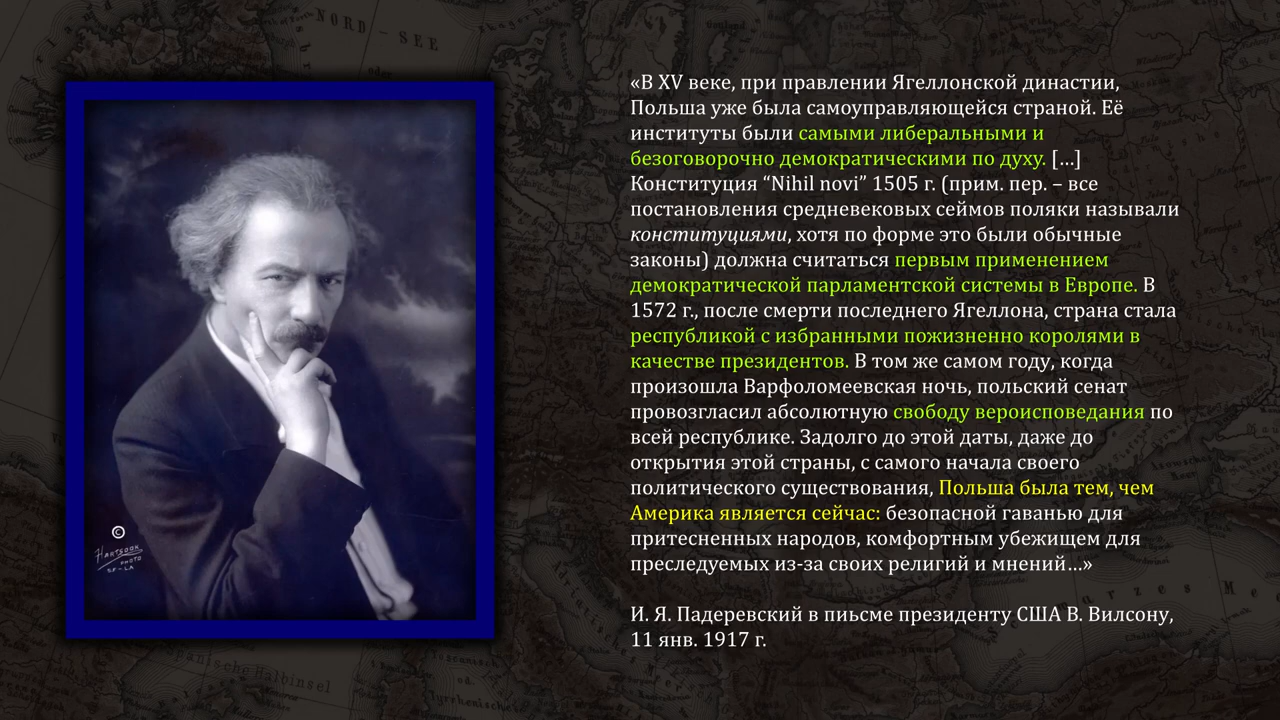 NORD – SEE
«В XV веке, при правлении Ягеллонской династии,
Польша уже была самоуправляющейся страной. Её
институты были самыми либеральными и
безоговорочно демократическими по духу. [...]
Конституция “Nihil novi” 1505 г. (прим. пер. – все
постановления средневековых сеймов поляки называли
конституциями, хотя по форме это были обычные
законы) должна считаться первым применением
демократической парламентской системы в Европе. В
1572 г., после смерти последнего Ягеллона, страна стала
республикой с избранными пожизненно королями в
качестве президентов. В том же самом году, когда
произошла Варфоломеевская ночь, польский сенат
провозгласил абсолютную свободу вероисповедания по
всей республике. Задолго до этой даты, даже до
открытия этой страны, с самого начала своего
политического существования, Польша была тем, чем
Америка является сейчас: безопасной гаванью для
притесненных народов, комфортным убежищем для
преследуемых из-за своих религий и мнений…»
И. Я. Падеревский в пиьсме президенту США В. Вилсону,
11 янв. 1917 г.
©
HARTSOOK
PHOTO
S.F.-L.A.